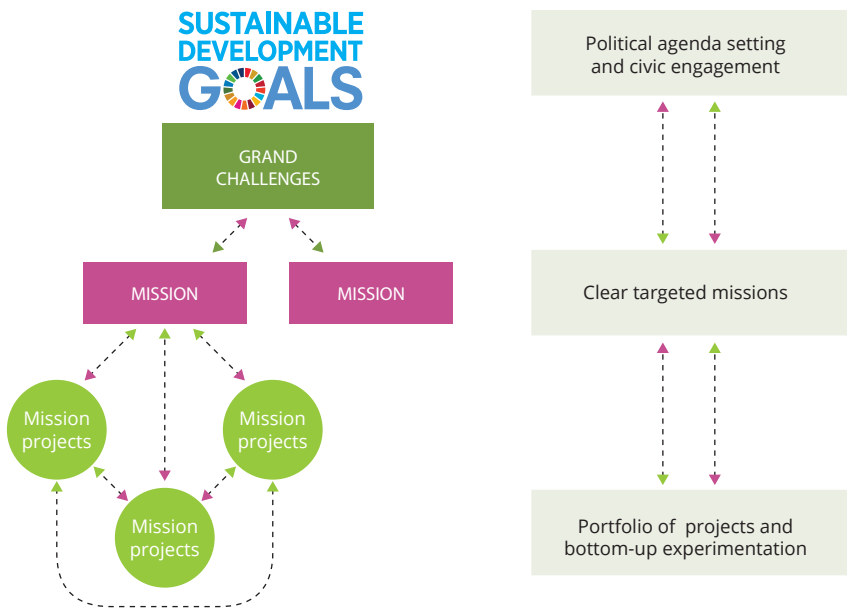 SUSTAINABLE
DEVELOPMENT
GOALS
GRAND
CHALLENGES
MISSION
MISSION
Mission
projects
Mission
projects
Mission
projects
Political agenda setting
and civic engagement
Clear targeted missions
Portfolio of projects and
bottom-up experimentation